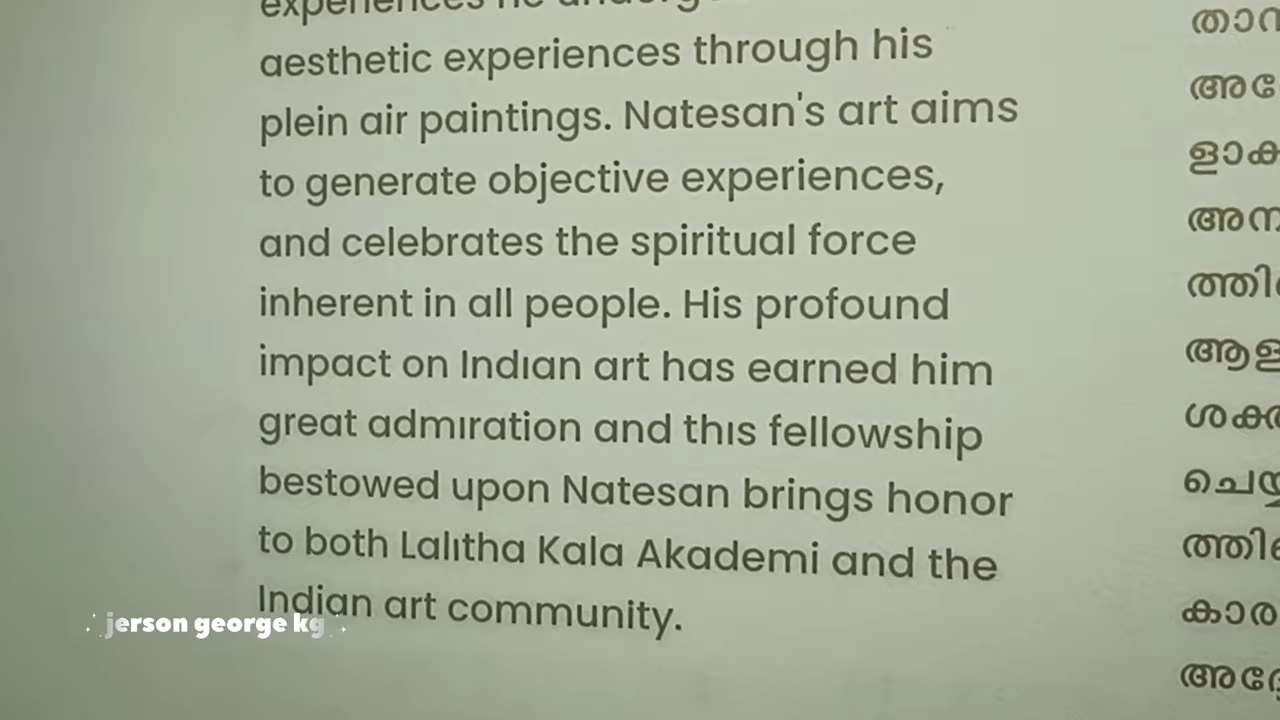 experiences he
aesthetic experiences through his
plein air paintings. Natesan's art aims
to generate objective experiences,
and celebrates the spiritual force
inherent in all people. His profound
impact on Indian art has earned him
great admiration and this fellowship
bestowed upon Natesan brings honor
to both Lalitha Kala Akademi and the
Indian art community.
jerson george kg